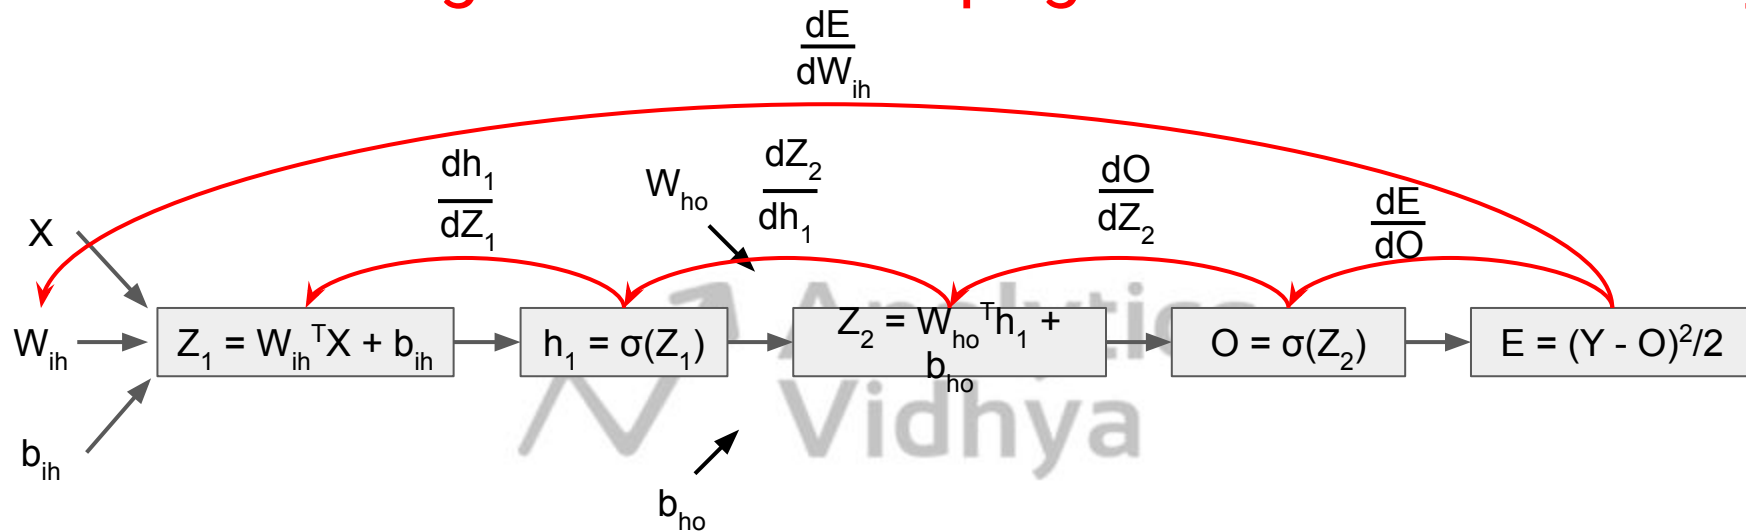 dE
dW_ih
dh_1
dZ_1
W_ho
dZ_2
dh_1
dO
dZ_2
dE
dO
X
W_ih
b_ih
Z_1 = W_ih^T X + b_ih
h_1 = σ(Z_1)
Z_2 = W_ho^T h_1 +
b_ho
O = σ(Z_2)
E = (Y - O)^2/2
b_ho
Analytics
Vidhya